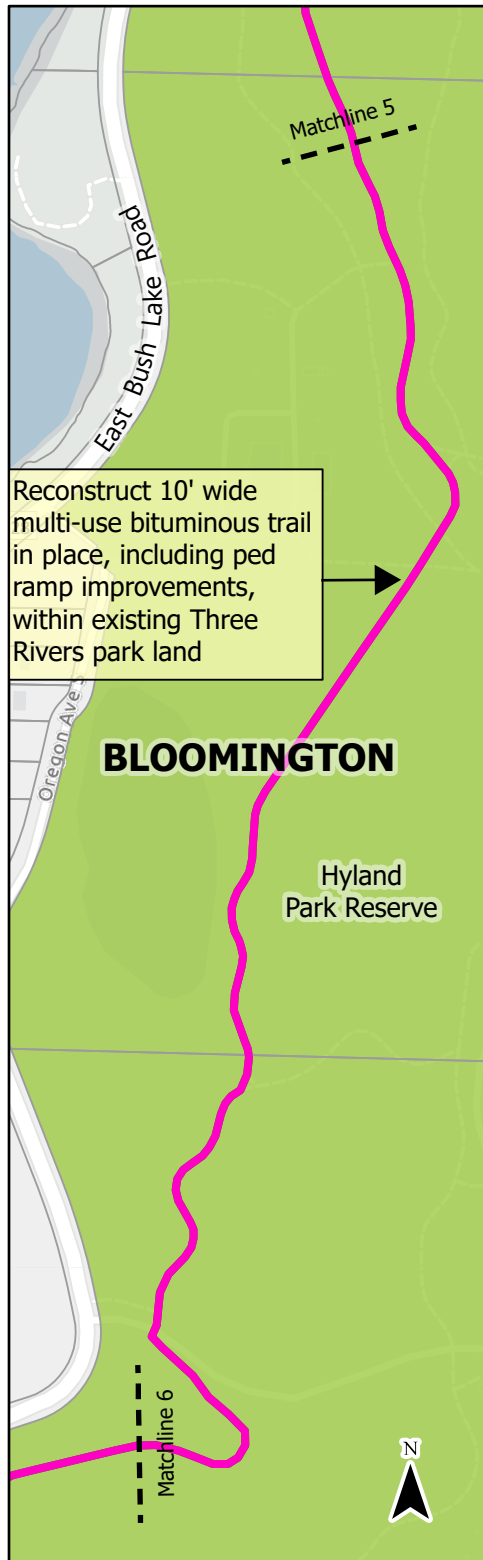 Matchline 5
East Bush Lake Road
Reconstruct 10' wide
multi-use bituminous trail
in place, including ped
ramp improvements,
within existing Three
Rivers park land
Oregon Ave S
BLOOMINGTON
Hyland
Park Reserve
Matchline 6
N